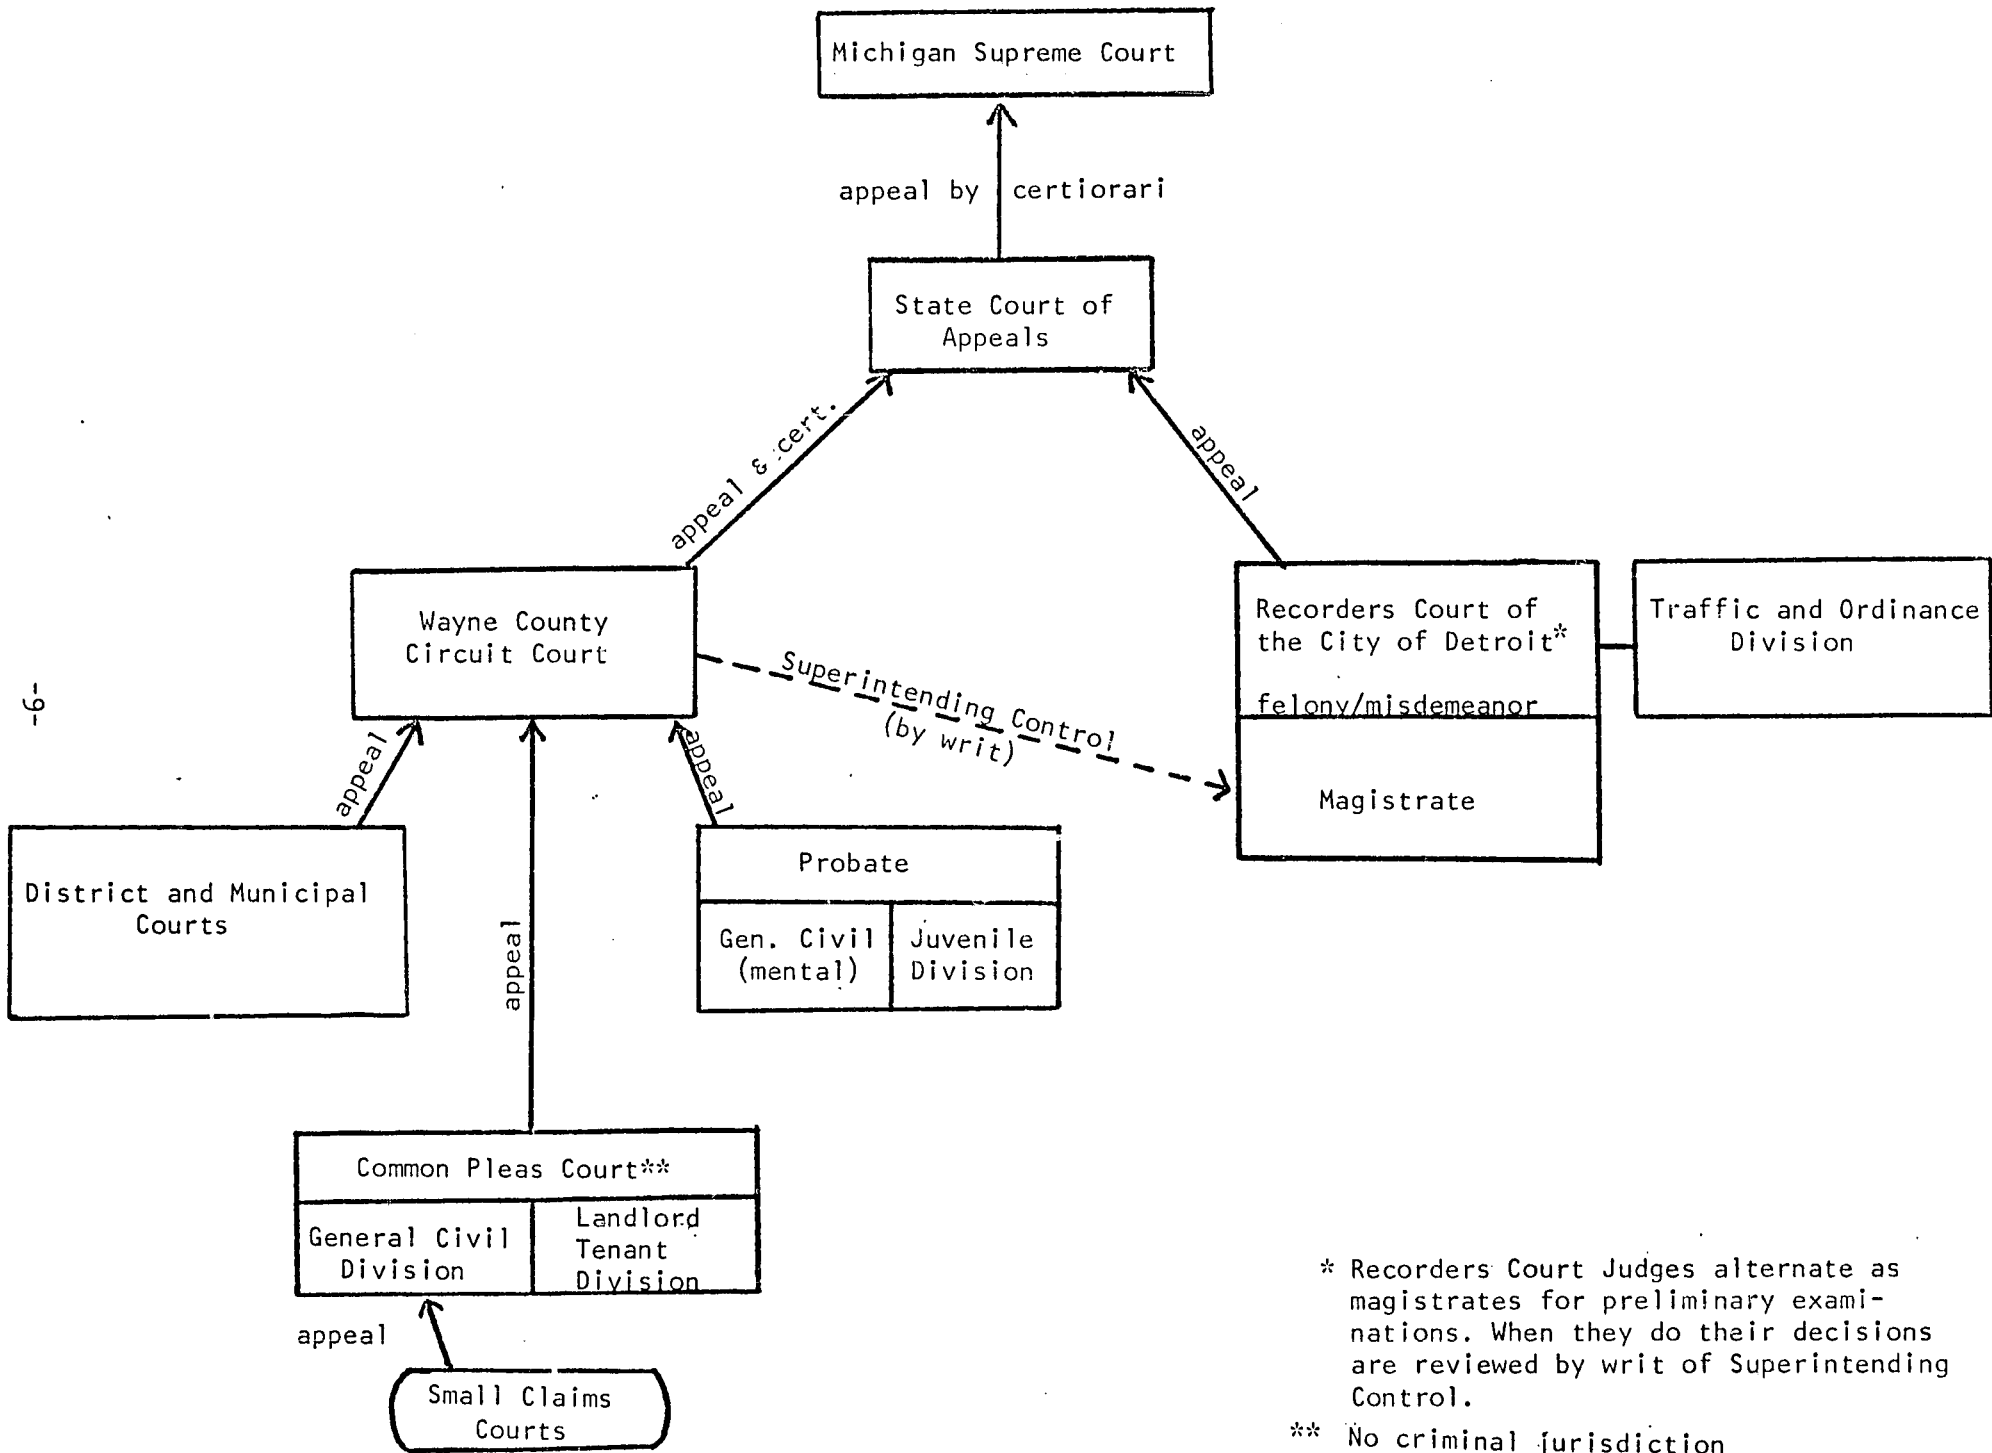 Michigan Supreme Court
appeal by certiorari
State Court of
Appeals
appeal & cert.
appeal
Wayne County
Circuit Court
Superintending Control
(by writ)
Recorders Court of
the City of Detroit*
felony/misdemeanor
Magistrate
Traffic and Ordinance
Division
-6-
appeal
appeal
appeal
District and Municipal
Courts
Probate
Gen. Civil
(mental)
Juvenile
Division
Common Pleas Court**
General Civil
Division
Landlord
Tenant
Division
appeal
Small Claims
Courts
* Recorders Court Judges alternate as
magistrates for preliminary exami-
nations. When they do their decisions
are reviewed by writ of Superintending
Control.
** No criminal jurisdiction